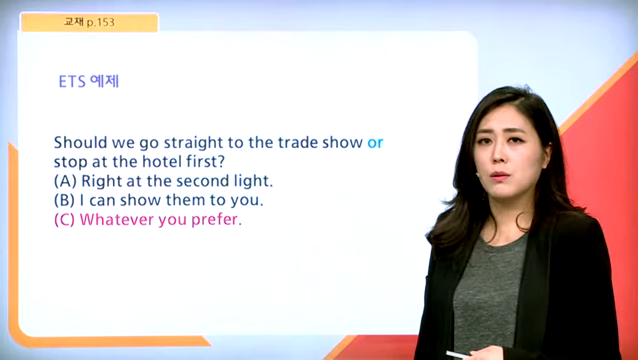 교재 p.153
ETS 예제
Should we go straight to the trade show or
stop at the hotel first?
(A) Right at the second light.
(B) I can show them to you.
(C) Whatever you prefer.